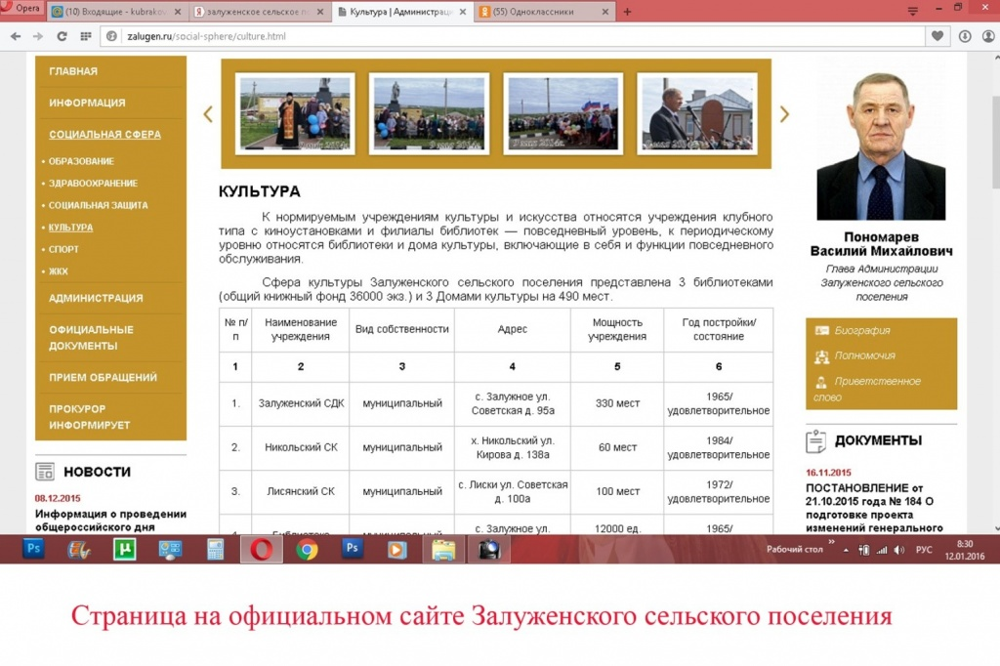 Opera
(10) Входящие - kubrakov
залуженское сельское п
Культура | Администрац
(55) Одноклассники
zalugen.ru/social-sphere/culture.html
ГЛАВНАЯ
ИНФОРМАЦИЯ
СОЦИАЛЬНАЯ СФЕРА
• ОБРАЗОВАНИЕ
• ЗДРАВООХРАНЕНИЕ
• СОЦИАЛЬНАЯ ЗАЩИТА
• КУЛЬТУРА
• СПОРТ
• ЖКХ
АДМИНИСТРАЦИЯ
ОФИЦИАЛЬНЫЕ
ДОКУМЕНТЫ
ПРИЕМ ОБРАЩЕНИЙ
ПРОКУРОР
ИНФОРМИРУЕТ
НОВОСТИ
08.12.2015
Информация о проведении
общероссийского дня
КУЛЬТУРА
К нормируемым учреждениям культуры и искусства относятся учреждения клубного
типа с киноустановками и филиалы библиотек — повседневный уровень, к периодическому
уровню относятся библиотеки и дома культуры, включающие в себя и функции повседневного
обслуживания.
Сфера культуры Залуженского сельского поселения представлена 3 библиотеками
(общий книжный фонд 36000 экз.) и 3 Домами культуры на 490 мест.
№ п/ Наименование Вид собственности Адрес Мощность Год постройки/
п учреждения учреждения состояние
1 2 3 4 5 6
1. Залуженский СДК муниципальный с. Залужное ул. 330 мест 1965/
Советская д. 95а удовлетворительное
2. Никольский СК муниципальный х. Никольский ул. 60 мест 1984/
Кирова д. 138а удовлетворительное
3. Лисянский СК муниципальный с. Лиски ул. Советская 100 мест 1972/
д. 100а удовлетворительное
4. Библиотека муниципальный с. Залужное ул. 12000 ед. 1965/
Пономарев
Василий Михайлович
Глава Администрации
Залуженского сельского
поселения
Биография
Полномочия
Приветственное
слово
ДОКУМЕНТЫ
16.11.2015
ПОСТАНОВЛЕНИЕ от
21.10.2015 года № 184 О
подготовке проекта
изменений генерального
Ps
Ps
Рабочий стол
»
РУС
8:30
12.01.2016
Страница на официальном сайте Залуженского сельского поселения